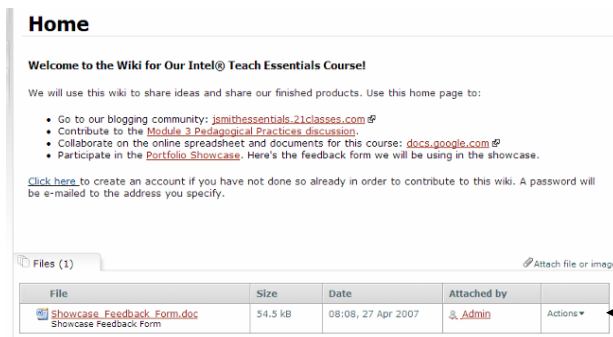 Home
Welcome to the Wiki for Our Intel® Teach Essentials Course!
We will use this wiki to share ideas and share our finished products. Use this home page to:
• Go to our blogging community: jsmithessentials.21classes.com
• Contribute to the Module 3 Pedagogical Practices discussion.
• Collaborate on the online spreadsheet and documents for this course: docs.google.com
• Participate in the Portfolio Showcase. Here's the feedback form we will be using in the showcase.
Click here to create an account if you have not done so already in order to contribute to this wiki. A password will
be e-mailed to the address you specify.
Files (1) Attach file or imag
File Size Date Attached by
Showcase_Feedback_Form.doc 54.5 kB 08:08, 27 Apr 2007 Admin Actions
Showcase Feedback Form